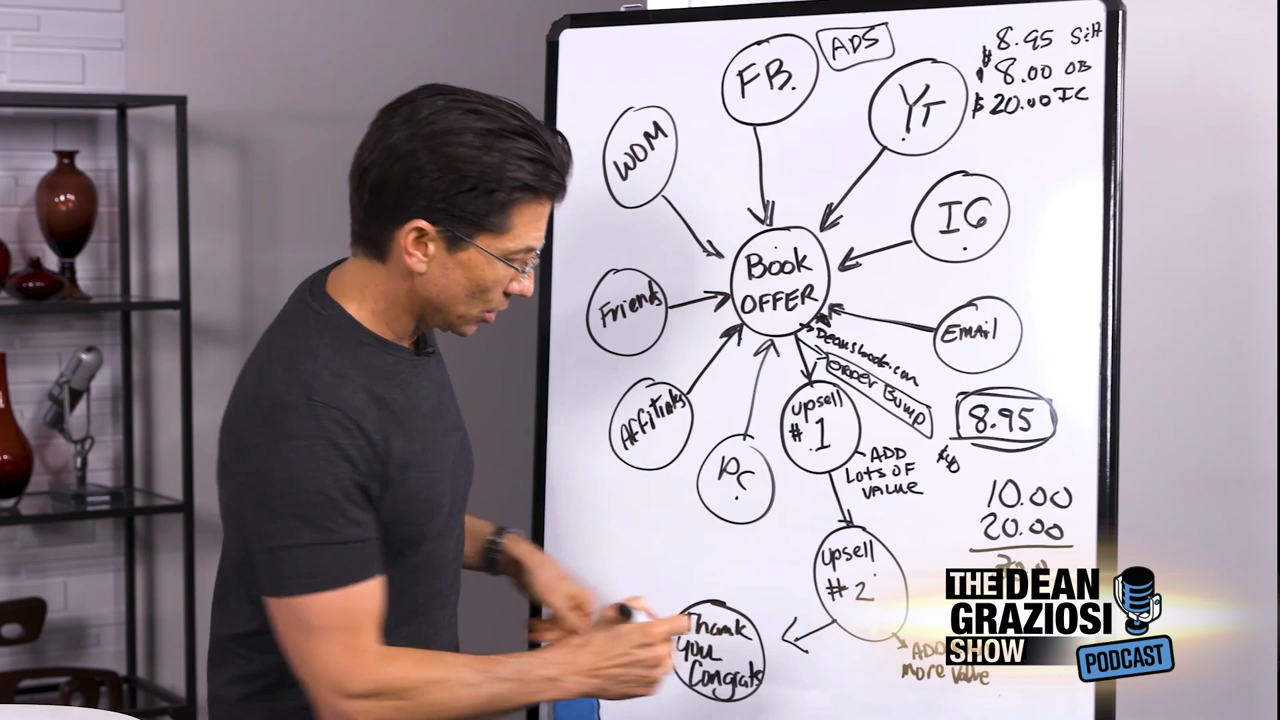 FB.
ADS
$8.95 S&H
$8.00 OB
$20.00 IC
YT
WOM
IG
Book
OFFER
Friends
Email
Deansbook.com
ORDER Bump
Affiliates
upsell
#1
8.95
ADD
LOTS OF
VALUE
10.00
20.00
upsell
#2
Thank
you
Congrats
ADD
more Value
THE DEAN
GRAZIOSI
SHOW
PODCAST